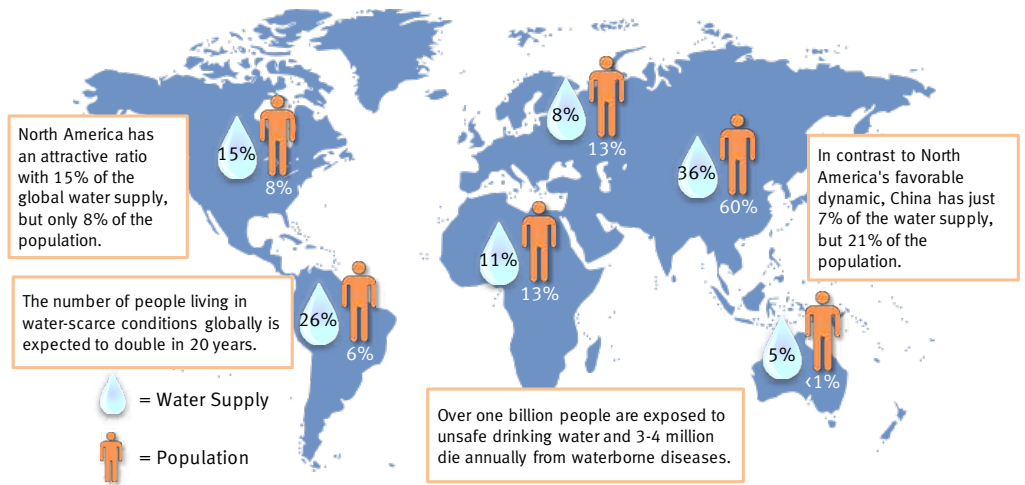 North America has
an attractive ratio
with 15% of the
global water supply,
but only 8% of the
population.
15%
8%
8%
13%
36%
60%
In contrast to North
America's favorable
dynamic, China has just
7% of the water supply,
but 21% of the
population.
11%
13%
The number of people living in
water-scarce conditions globally is
expected to double in 20 years.
26%
6%
5%
<1%
= Water Supply
= Population
Over one billion people are exposed to
unsafe drinking water and 3-4 million
die annually from waterborne diseases.